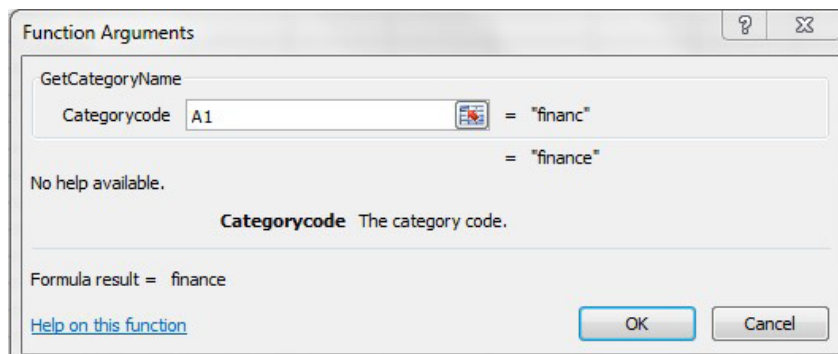 Function Arguments
GetCategoryName
Categorycode A1 = "financ"
= "finance"
No help available.
Categorycode The category code.
Formula result = finance
Help on this function
OK Cancel